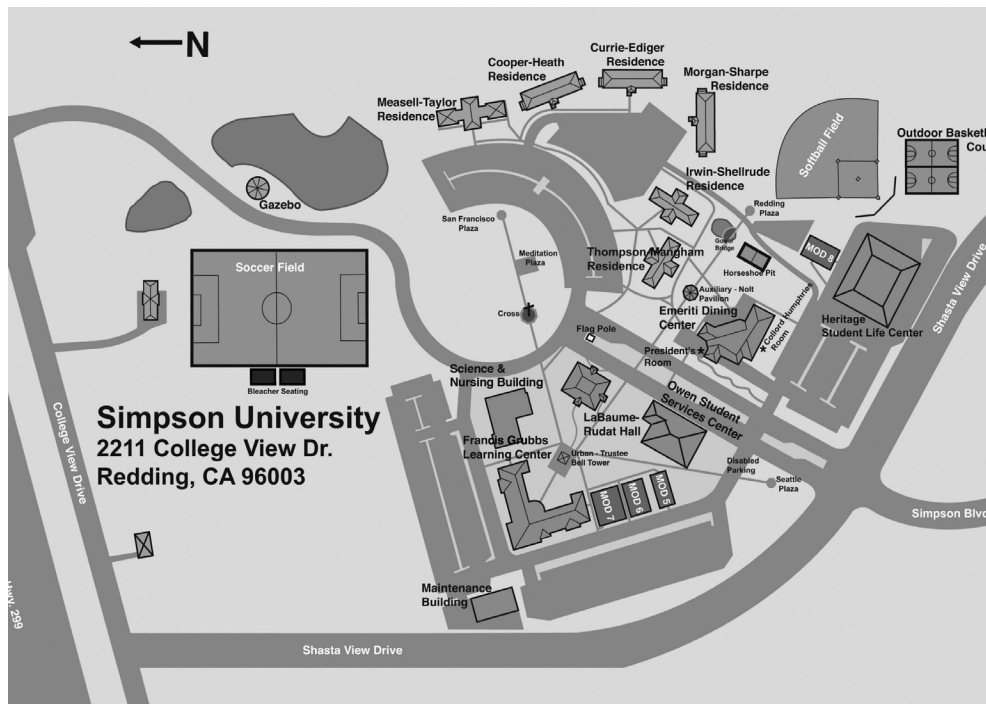 N
Currie-Ediger
Residence
Cooper-Heath
Residence
Morgan-Sharpe
Residence
Measell-Taylor
Residence
Softball Field
Outdoor Basketb
Cou
Irwin-Shellrude
Residence
Gazebo
San Francisco
Plaza
Redding
Plaza
Bridge
Meditation
Plaza
Thompson/Mangham
Residence
Horseshoe Pit
MOD 8
Soccer Field
Auxiliary - Nolt
Pavilion
Emeriti Dining
Center
Collord Humphries
Room
Heritage
Student Life Center
Shasta View Drive
Cross
Flag Pole
President's
Room
Bleacher Seating
Science &
Nursing Building
Owen Student
Services Center
Simpson University
2211 College View Dr.
Redding, CA 96003
College View Drive
LaBaume-
Rudat Hall
Francis Grubbs
Learning Center
Urban - Trustee
Bell Tower
Disabled
Parking
Seattle
Plaza
MOD 7
MOD 6
MOD 5
Simpson Blvd
Maintenance
Building
Hwy. 299
Shasta View Drive